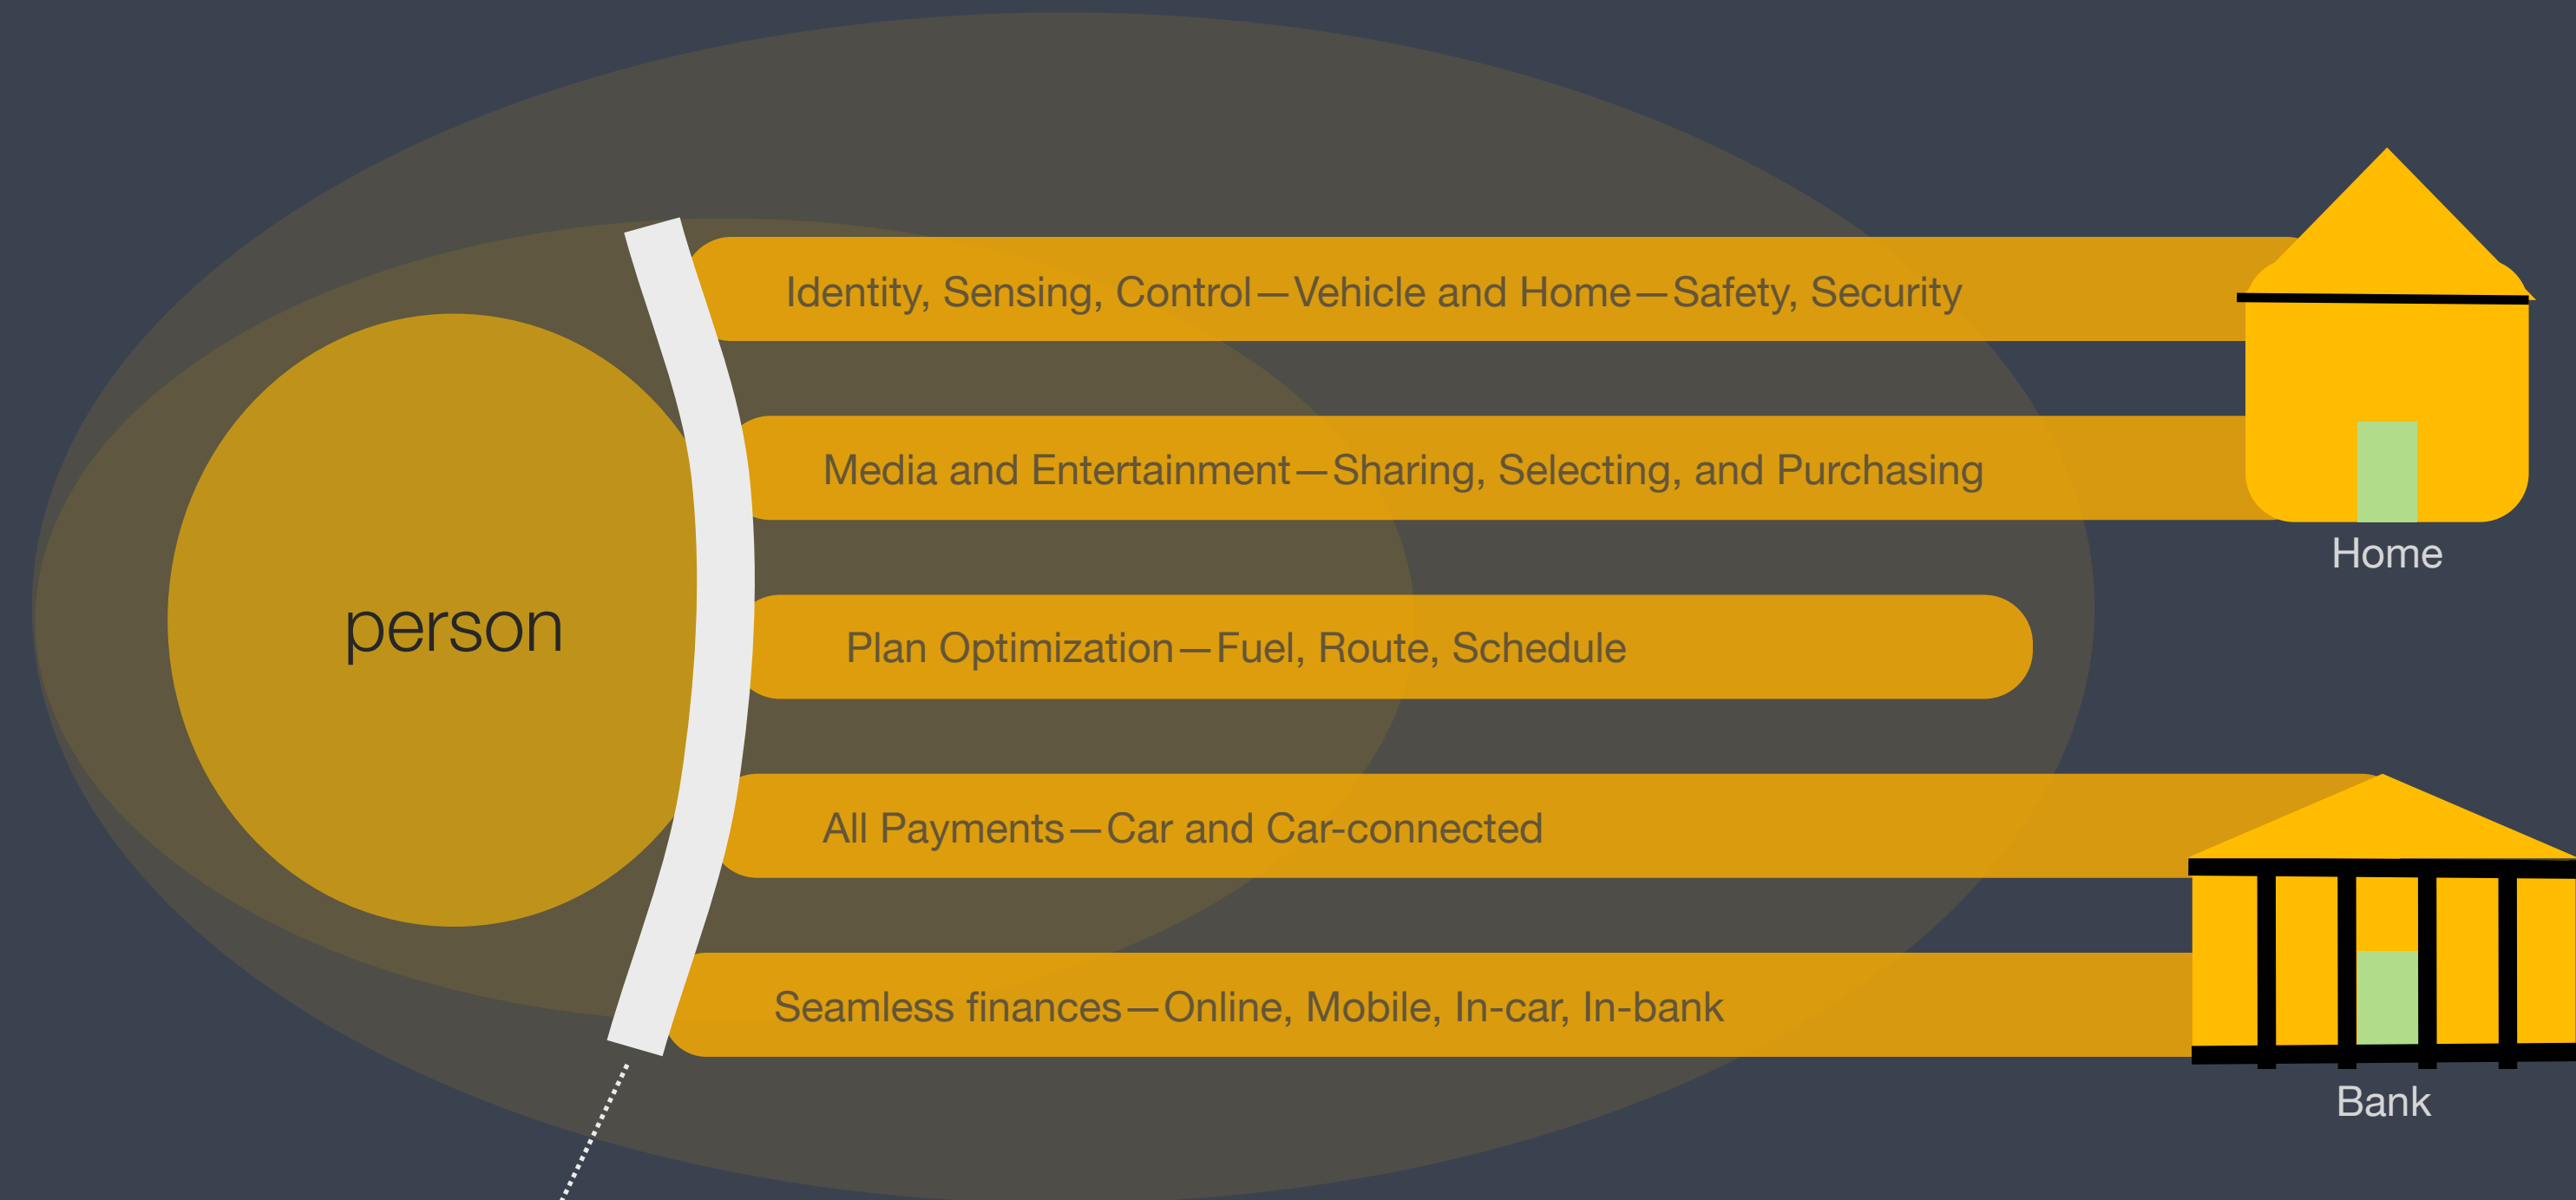 Identity, Sensing, Control—Vehicle and Home—Safety, Security
Media and Entertainment—Sharing, Selecting, and Purchasing
Home
person
Plan Optimization—Fuel, Route, Schedule
All Payments—Car and Car-connected
Seamless finances—Online, Mobile, In-car, In-bank
Bank